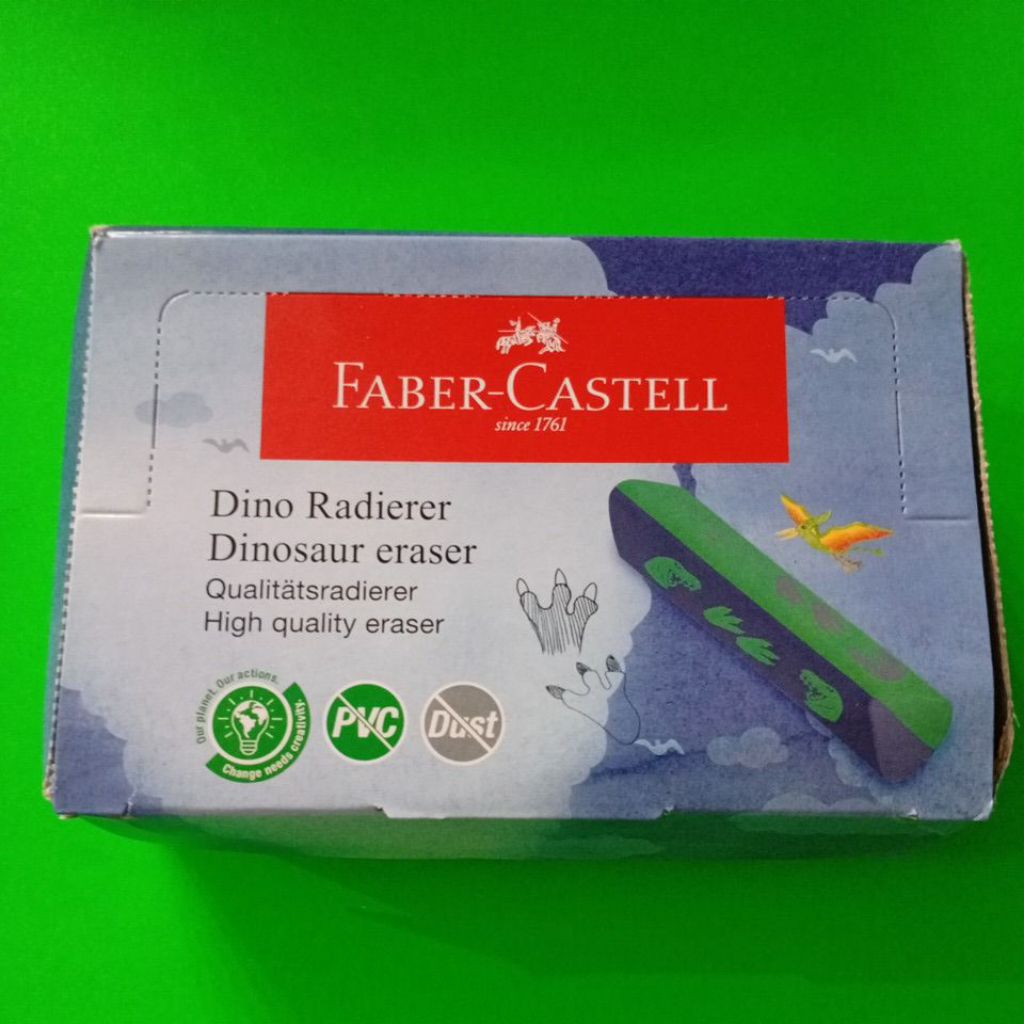 FABER-CASTELL
since 1761
Dino Radierer
Dinosaur eraser
Qualitätsradierer
High quality eraser
Our planet. Our actions.
Change needs creativity.
PVC
Dust